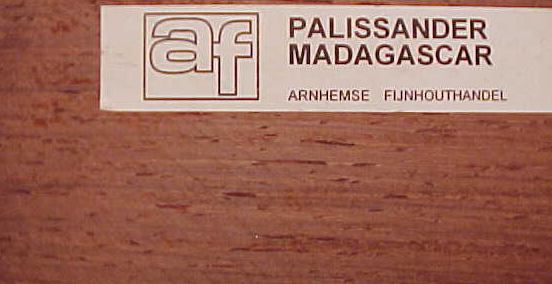 af
PALISSANDER
MADAGASCAR
ARNHEMSE FIJNHOUTHANDEL